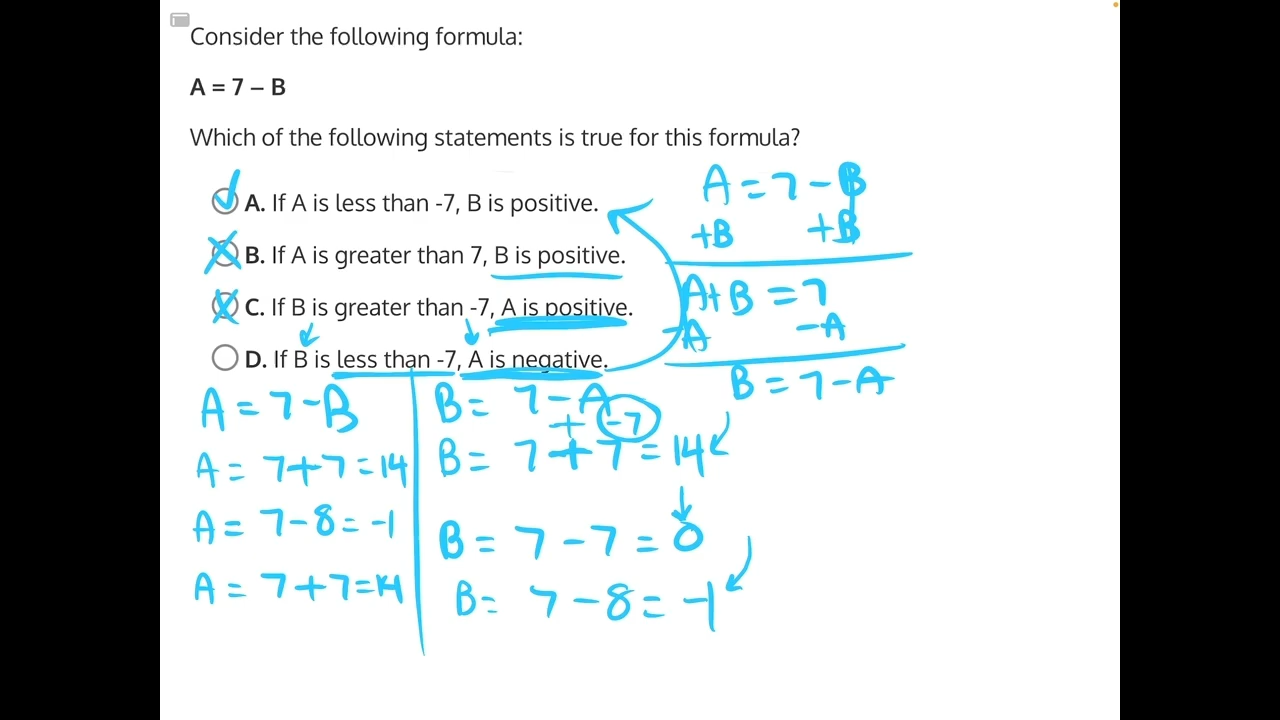 Consider the following formula:
A = 7 – B
Which of the following statements is true for this formula?
A. If A is less than -7, B is positive.
B. If A is greater than 7, B is positive.
C. If B is greater than -7, A is positive.
D. If B is less than -7, A is negative.
A = 7 - B
+B +B
A+B = 7
-A -A
B = 7 - A
A = 7 - B
A = 7+7 = 14
A = 7 - 8 = -1
A = 7+7=14
B = 7 - A
+ -7
B = 7 + 7 = 14
B = 7 - 7 = 0
B = 7 - 8 = -1